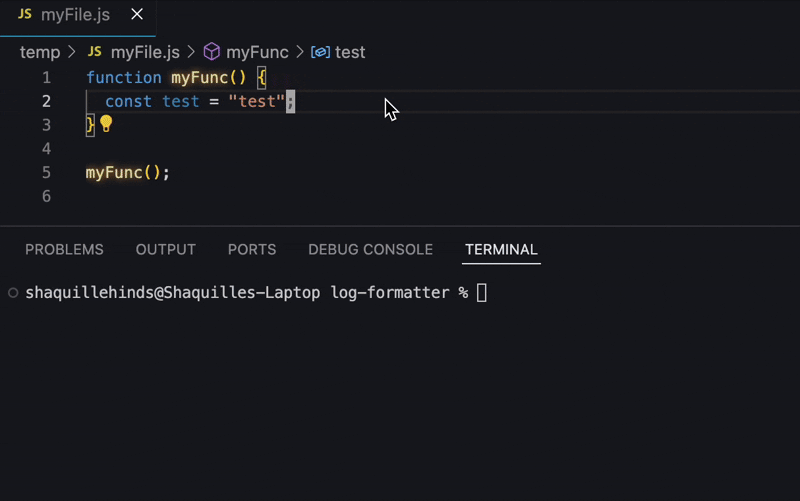 JS myFile.js
temp > JS myFile.js > myFunc > test
1 function myFunc() {
2 const test = "test";
3 }
4
5 myFunc();
6
PROBLEMS OUTPUT PORTS DEBUG CONSOLE TERMINAL
shaquillehinds@Shaquilles-Laptop log-formatter %